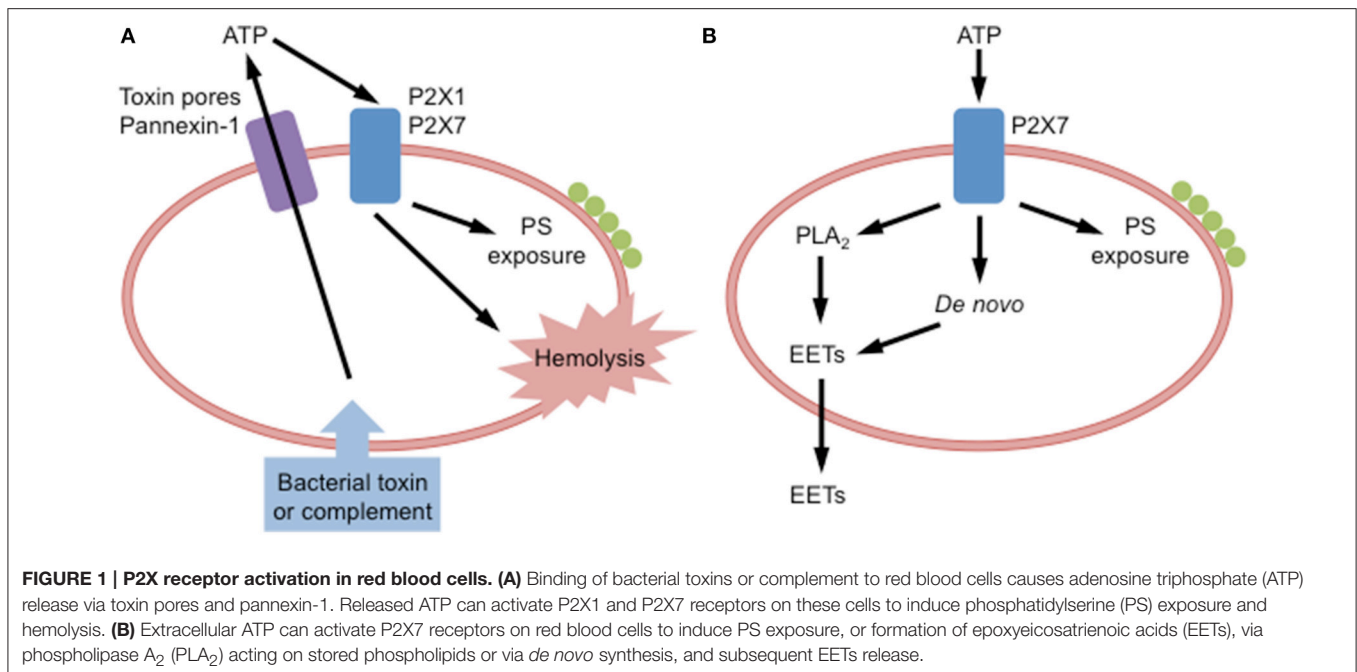 A
ATP
Toxin pores
Pannexin-1
P2X1
P2X7
PS
exposure
Hemolysis
Bacterial toxin
or complement
B
ATP
P2X7
PLA₂
PS
exposure
De novo
EETs
EETs
FIGURE 1 | P2X receptor activation in red blood cells. (A) Binding of bacterial toxins or complement to red blood cells causes adenosine triphosphate (ATP)
release via toxin pores and pannexin-1. Released ATP can activate P2X1 and P2X7 receptors on these cells to induce phosphatidylserine (PS) exposure and
hemolysis. (B) Extracellular ATP can activate P2X7 receptors on red blood cells to induce PS exposure, or formation of epoxyeicosatrienoic acids (EETs), via
phospholipase A₂ (PLA₂) acting on stored phospholipids or via de novo synthesis, and subsequent EETs release.